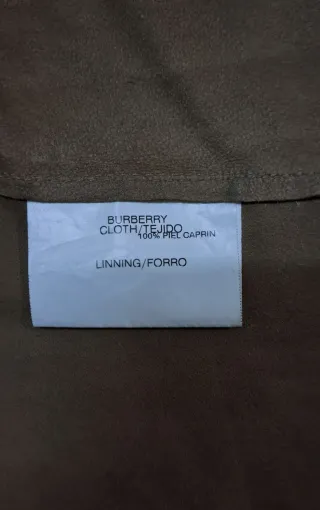 BURBERRY
CLOTH/TEJIDO
100% PIEL CAPRIN
LINNING/FORRO